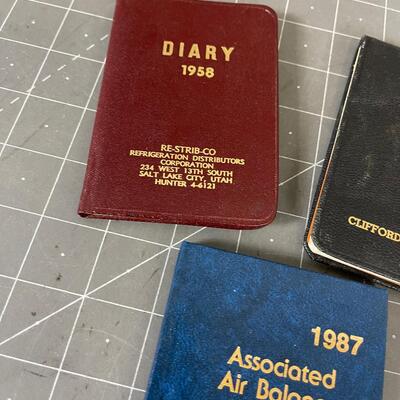 DIARY
1958
RE-STRIB-CO
REFRIGERATION DISTRIBUTORS
CORPORATION
234 WEST 13TH SOUTH
SALT LAKE CITY, UTAH
HUNTER 4-6121
CLIFFORD
1987
Associated
Air